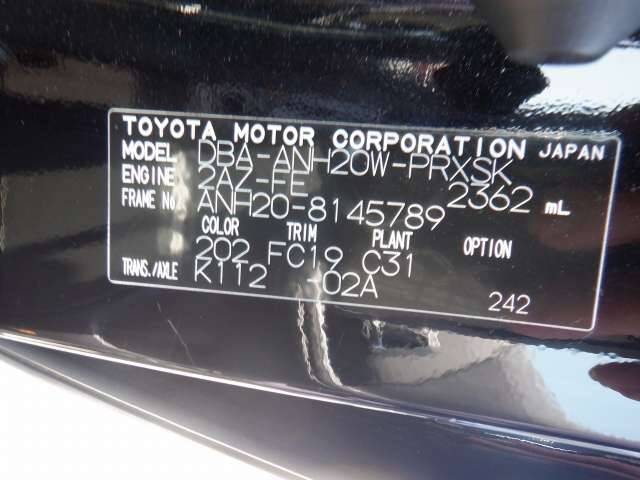 TOYOTA MOTOR CORPORATION JAPAN
MODEL DBA-ANH20W-PRXSK
ENGINE 2AZ-FE 2362 mL
FRAME No. ANH20-8145789
COLOR TRIM PLANT OPTION
202 FC19 C31
TRANS./AXLE K112 -02A
242